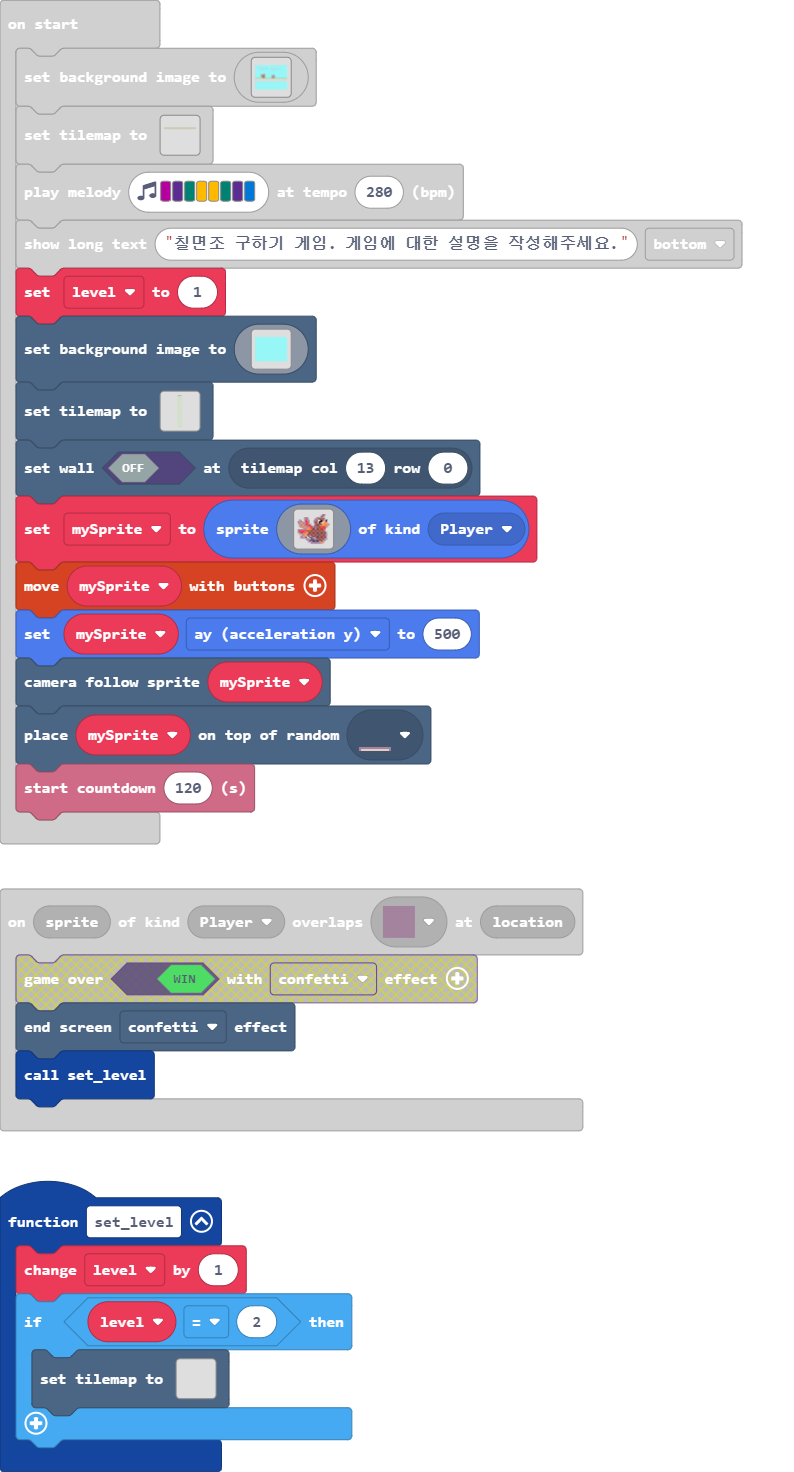 on start
set background image to
set tilemap to
play melody at tempo 280 (bpm)
show long text "칠면조 구하기 게임. 게임에 대한 설명을 작성해주세요." bottom
set level to 1
set background image to
set tilemap to
set wall OFF at tilemap col 13 row 0
set mySprite to sprite of kind Player
move mySprite with buttons
set mySprite ay (acceleration y) to 500
camera follow sprite mySprite
place mySprite on top of random
start countdown 120 (s)
on sprite of kind Player overlaps at location
game over WIN with confetti effect
end screen confetti effect
call set_level
function set_level
change level by 1
if level = 2 then
set tilemap to